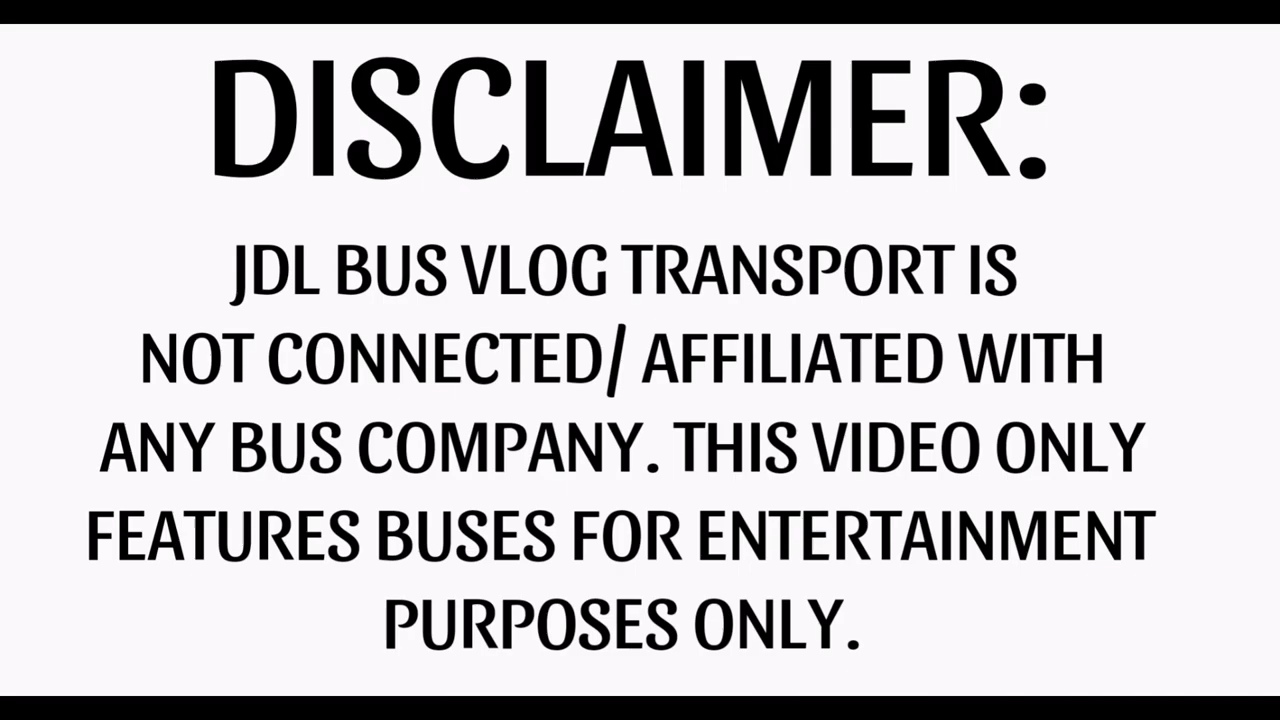 DISCLAIMER:
JDL BUS VLOG TRANSPORT IS
NOT CONNECTED/ AFFILIATED WITH
ANY BUS COMPANY. THIS VIDEO ONLY
FEATURES BUSES FOR ENTERTAINMENT
PURPOSES ONLY.